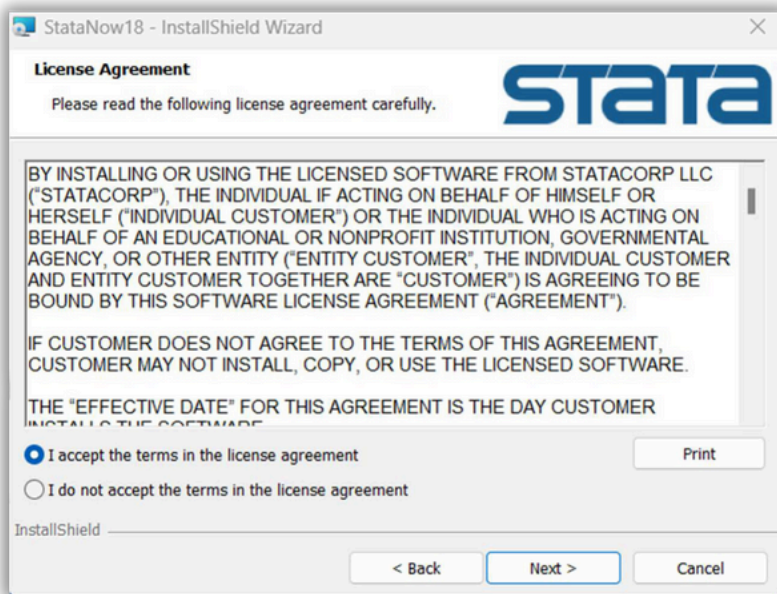 StataNow18 - InstallShield Wizard
License Agreement
Please read the following license agreement carefully.
stata
BY INSTALLING OR USING THE LICENSED SOFTWARE FROM STATACORP LLC
("STATACORP"), THE INDIVIDUAL IF ACTING ON BEHALF OF HIMSELF OR
HERSELF ("INDIVIDUAL CUSTOMER") OR THE INDIVIDUAL WHO IS ACTING ON
BEHALF OF AN EDUCATIONAL OR NONPROFIT INSTITUTION, GOVERNMENTAL
AGENCY, OR OTHER ENTITY ("ENTITY CUSTOMER", THE INDIVIDUAL CUSTOMER
AND ENTITY CUSTOMER TOGETHER ARE "CUSTOMER") IS AGREEING TO BE
BOUND BY THIS SOFTWARE LICENSE AGREEMENT ("AGREEMENT").
IF CUSTOMER DOES NOT AGREE TO THE TERMS OF THIS AGREEMENT,
CUSTOMER MAY NOT INSTALL, COPY, OR USE THE LICENSED SOFTWARE.
THE "EFFECTIVE DATE" FOR THIS AGREEMENT IS THE DAY CUSTOMER
INSTALLS THE SOFTWARE
I accept the terms in the license agreement
Print
I do not accept the terms in the license agreement
InstallShield
< Back
Next >
Cancel